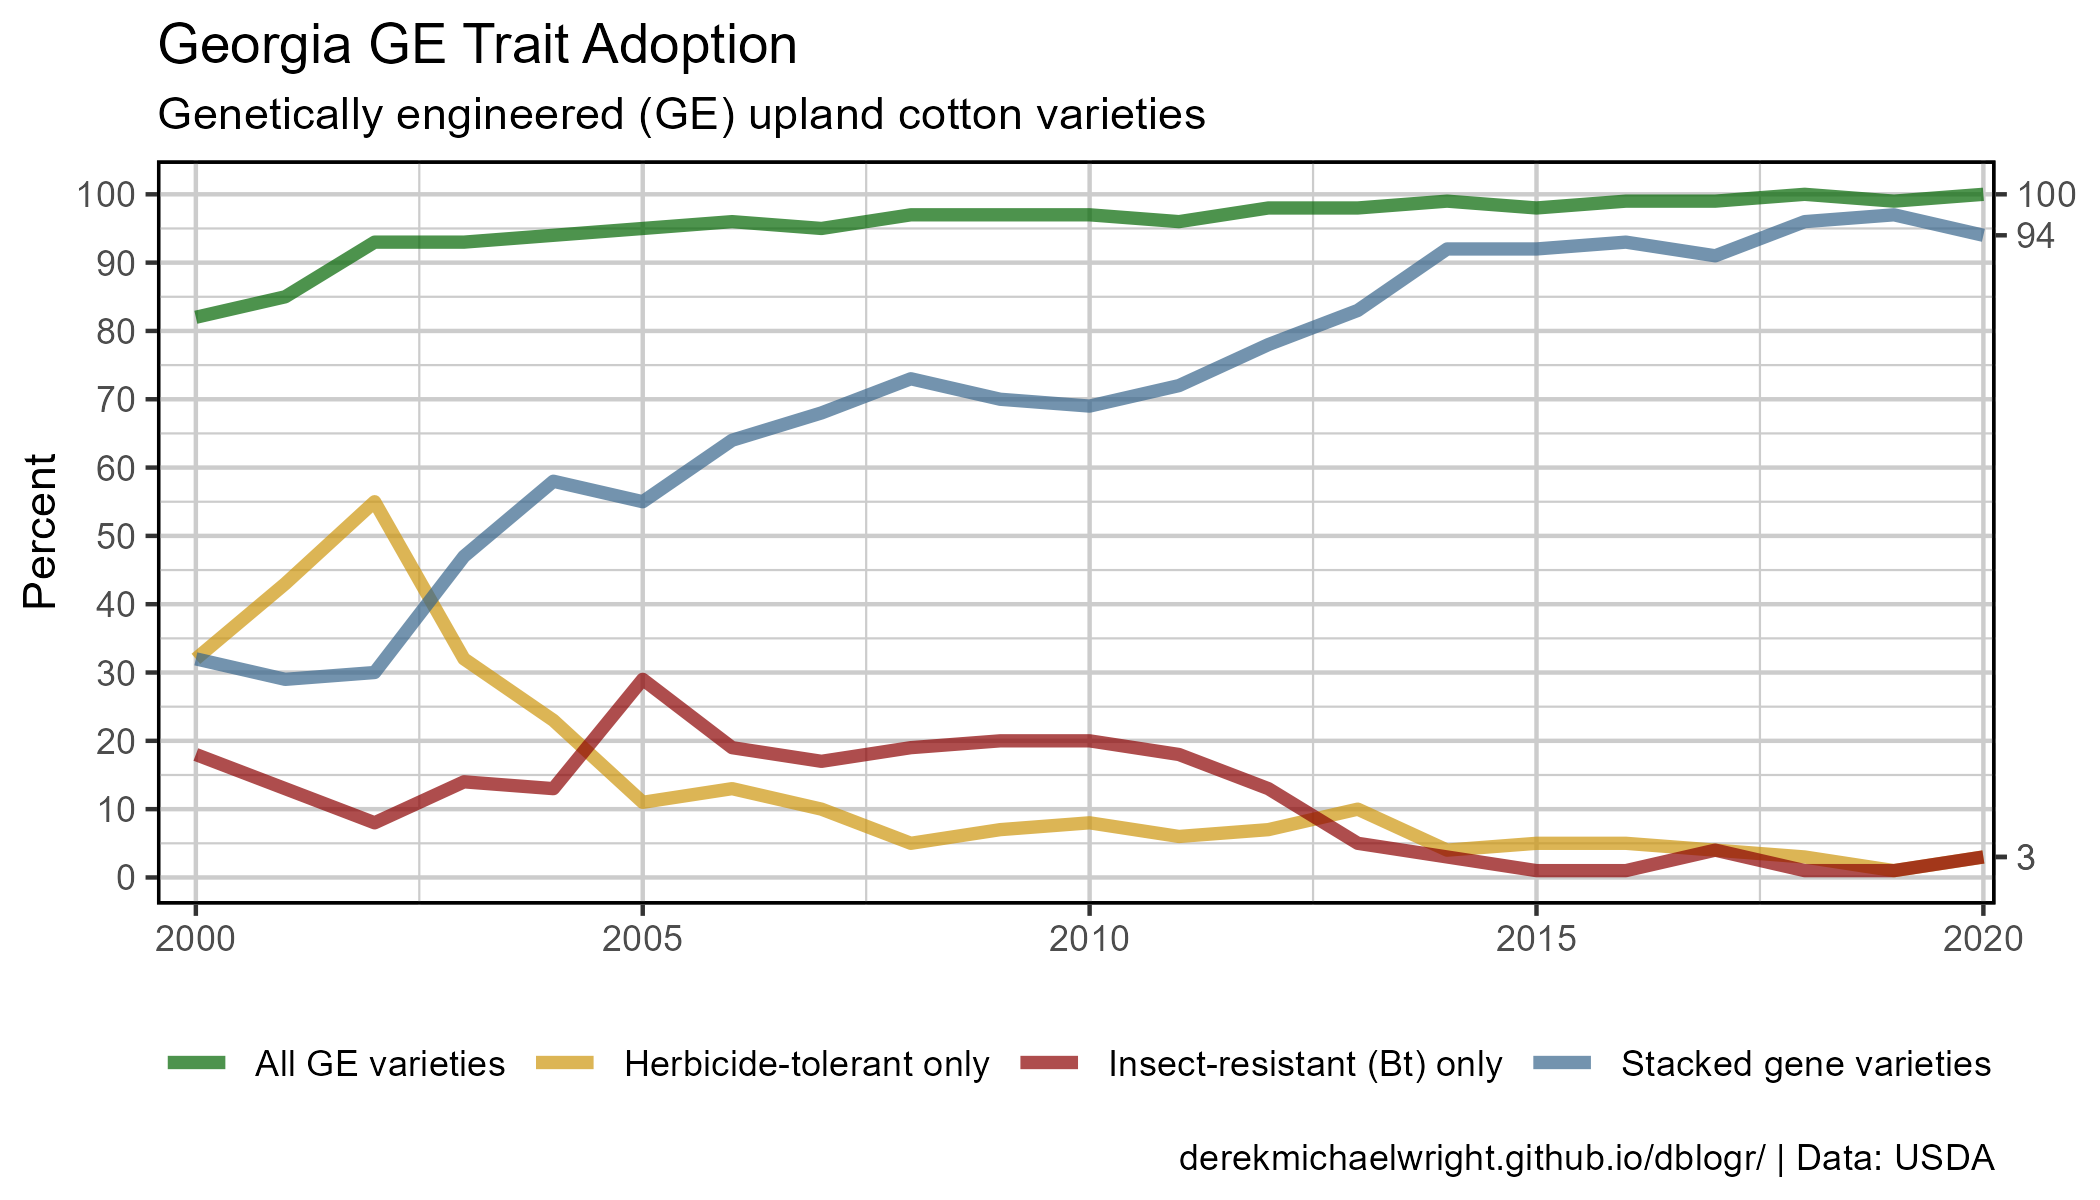 Georgia GE Trait Adoption
Genetically engineered (GE) upland cotton varieties
Percent
100
90
80
70
60
50
40
30
20
10
0
100
94
3
2000 2005 2010 2015 2020
All GE varieties Herbicide-tolerant only Insect-resistant (Bt) only Stacked gene varieties
derekmichaelwright.github.io/dblogr/ | Data: USDA